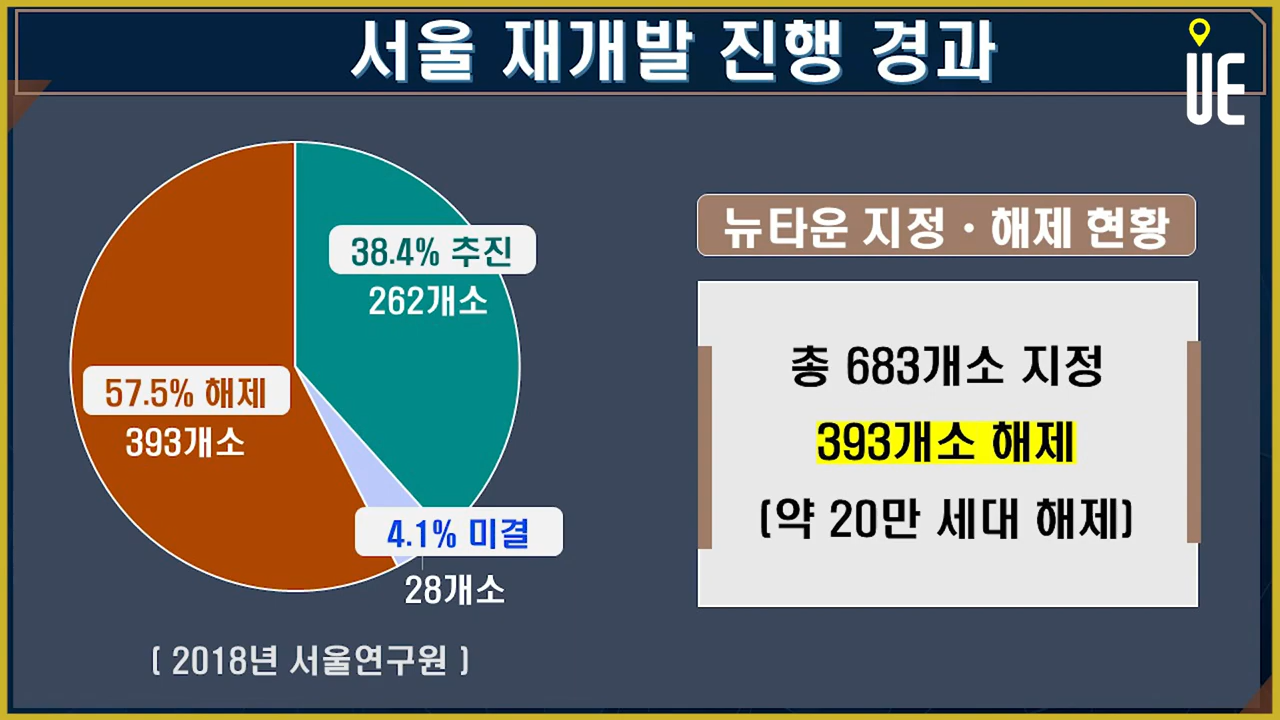 서울 재개발 진행 경과
UE
38.4% 추진
262개소
57.5% 해제
393개소
4.1% 미결
28개소
( 2018년 서울연구원 )
뉴타운 지정·해제 현황
총 683개소 지정
393개소 해제
(약 20만 세대 해제)